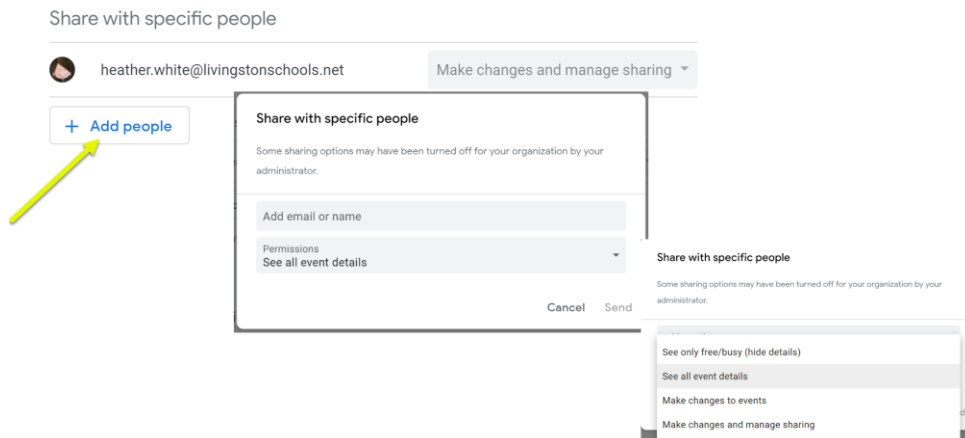 Share with specific people
heather.white@livingstonschools.net
Make changes and manage sharing
+ Add people
Share with specific people
Some sharing options may have been turned off for your organization by your
administrator.
Add email or name
Permissions
See all event details
Cancel Send
Share with specific people
Some sharing options may have been turned off for your organization by your
administrator.
See only free/busy (hide details)
See all event details
Make changes to events
Make changes and manage sharing